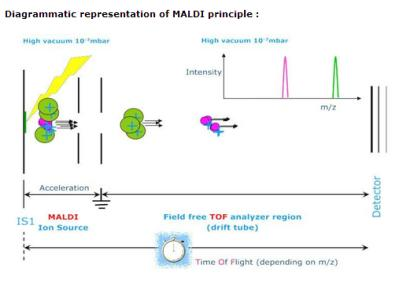 Diagrammatic representation of MALDI principle :
High vacuum 10⁻⁷mbar
High vacuum 10⁻⁷mbar
Intensity
m/z
Acceleration
IS1
MALDI
Ion Source
Field free TOF analyzer region
(drift tube)
Detector
Time Of Flight (depending on m/z)